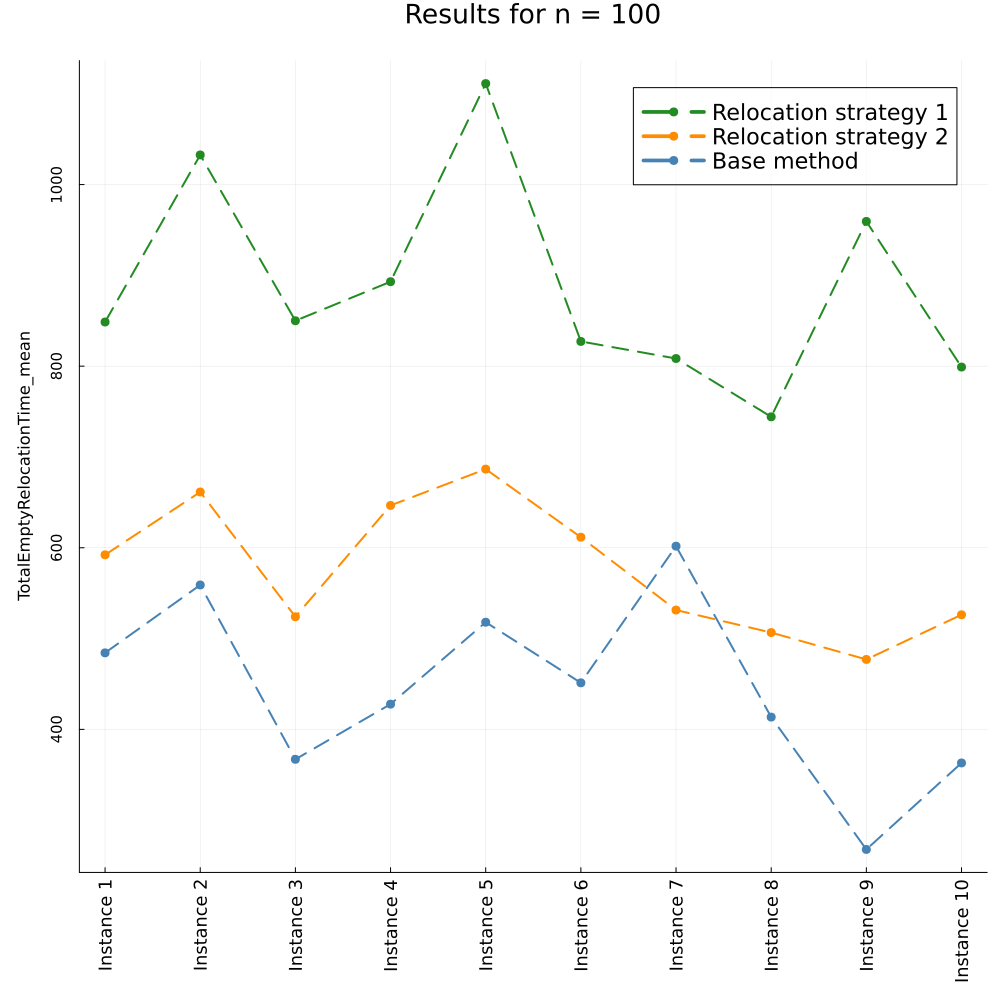 Results for n = 100
Relocation strategy 1
Relocation strategy 2
Base method
TotalEmptyRelocationTime_mean
1000
800
600
400
Instance 1
Instance 2
Instance 3
Instance 4
Instance 5
Instance 6
Instance 7
Instance 8
Instance 9
Instance 10